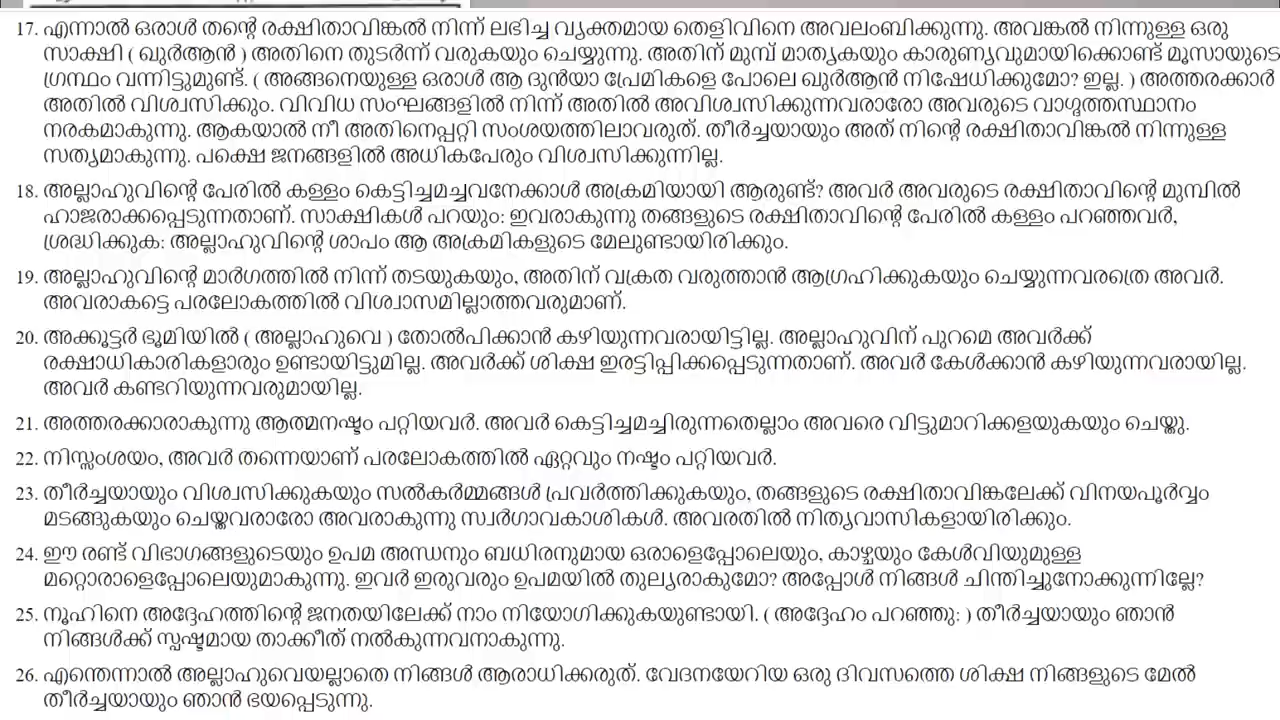 17. എന്നാൽ ഒരാൾ തന്റെ രക്ഷിതാവിങ്കൽ നിന്ന് ലഭിച്ച വ്യക്തമായ തെളിവിനെ അവലംബിക്കുന്നു. അവങ്കൽ നിന്നുള്ള ഒരു
സാക്ഷി ( ഖുർആൻ ) അതിനെ തുടർന്ന് വരുകയും ചെയ്യുന്നു. അതിന് മുമ്പ് മാതൃകയും കാരുണ്യവുമായിക്കൊണ്ട് മൂസായുടെ
ഗ്രന്ഥം വന്നിട്ടുമുണ്ട്. ( അങ്ങനെയുള്ള ഒരാൾ ആ ദുൻയാ പ്രേമികളെ പോലെ ഖുർആൻ നിഷേധിക്കുമോ? ഇല്ല. ) അത്തരക്കാർ
അതിൽ വിശ്വസിക്കും. വിവിധ സംഘങ്ങളിൽ നിന്ന് അതിൽ അവിശ്വസിക്കുന്നവരാരോ അവരുടെ വാഗ്ദത്തസ്ഥാനം
നരകമാകുന്നു. ആകയാൽ നീ അതിനെപ്പറ്റി സംശയത്തിലാവരുത്. തീർച്ചയായും അത് നിന്റെ രക്ഷിതാവിങ്കൽ നിന്നുള്ള
സത്യമാകുന്നു. പക്ഷെ ജനങ്ങളിൽ അധികപേരും വിശ്വസിക്കുന്നില്ല.
18. അല്ലാഹുവിന്റെ പേരിൽ കള്ളം കെട്ടിച്ചമച്ചവനേക്കാൾ അക്രമിയായി ആരുണ്ട്? അവർ അവരുടെ രക്ഷിതാവിന്റെ മുമ്പിൽ
ഹാജരാക്കപ്പെടുന്നതാണ്. സാക്ഷികൾ പറയും: ഇവരാകുന്നു തങ്ങളുടെ രക്ഷിതാവിന്റെ പേരിൽ കള്ളം പറഞ്ഞവർ,
ശ്രദ്ധിക്കുക: അല്ലാഹുവിന്റെ ശാപം ആ അക്രമികളുടെ മേലുണ്ടായിരിക്കും.
19. അല്ലാഹുവിന്റെ മാർഗത്തിൽ നിന്ന് തടയുകയും, അതിന് വക്രത വരുത്താൻ ആഗ്രഹിക്കുകയും ചെയ്യുന്നവരത്രെ അവർ.
അവരാകട്ടെ പരലോകത്തിൽ വിശ്വാസമില്ലാത്തവരുമാണ്.
20. അക്കൂട്ടർ ഭൂമിയിൽ ( അല്ലാഹുവെ ) തോൽപിക്കാൻ കഴിയുന്നവരായിട്ടില്ല. അല്ലാഹുവിന് പുറമെ അവർക്ക്
രക്ഷാധികാരികളാരും ഉണ്ടായിട്ടുമില്ല. അവർക്ക് ശിക്ഷ ഇരട്ടിപ്പിക്കപ്പെടുന്നതാണ്. അവർ കേൾക്കാൻ കഴിയുന്നവരായില്ല.
അവർ കണ്ടറിയുന്നവരുമായില്ല.
21. അത്തരക്കാരാകുന്നു ആത്മനഷ്ടം പറ്റിയവർ. അവർ കെട്ടിച്ചമച്ചിരുന്നതെല്ലാം അവരെ വിട്ടുമാറിക്കളയുകയും ചെയ്തു.
22. നിസ്സംശയം, അവർ തന്നെയാണ് പരലോകത്തിൽ ഏറ്റവും നഷ്ടം പറ്റിയവർ.
23. തീർച്ചയായും വിശ്വസിക്കുകയും സൽകർമ്മങ്ങൾ പ്രവർത്തിക്കുകയും, തങ്ങളുടെ രക്ഷിതാവിങ്കലേക്ക് വിനയപൂർവ്വം
മടങ്ങുകയും ചെയ്തവരാരോ അവരാകുന്നു സ്വർഗാവകാശികൾ. അവരതിൽ നിത്യവാസികളായിരിക്കും.
24. ഈ രണ്ട് വിഭാഗങ്ങളുടെയും ഉപമ അന്ധനും ബധിരനുമായ ഒരാളെപ്പോലെയും, കാഴ്ചയും കേൾവിയുമുള്ള
മറ്റൊരാളെപ്പോലെയുമാകുന്നു. ഇവർ ഇരുവരും ഉപമയിൽ തുല്യരാകുമോ? അപ്പോൾ നിങ്ങൾ ചിന്തിച്ചുനോക്കുന്നില്ലേ?
25. നൂഹിനെ അദ്ദേഹത്തിന്റെ ജനതയിലേക്ക് നാം നിയോഗിക്കുകയുണ്ടായി. ( അദ്ദേഹം പറഞ്ഞു: ) തീർച്ചയായും ഞാൻ
നിങ്ങൾക്ക് സ്പഷ്ടമായ താക്കീത് നൽകുന്നവനാകുന്നു.
26. എന്തെന്നാൽ അല്ലാഹുവെയല്ലാതെ നിങ്ങൾ ആരാധിക്കരുത്. വേദനയേറിയ ഒരു ദിവസത്തെ ശിക്ഷ നിങ്ങളുടെ മേൽ
തീർച്ചയായും ഞാൻ ഭയപ്പെടുന്നു.